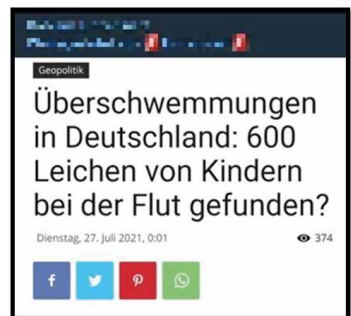 Geopolitik
Überschwemmungen
in Deutschland: 600
Leichen von Kindern
bei der Flut gefunden?
Dienstag, 27. Juli 2021, 0:01 374